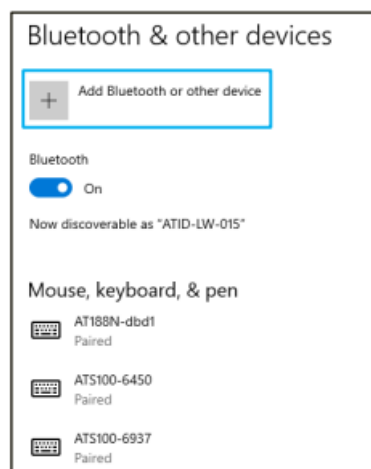 Bluetooth & other devices
+ Add Bluetooth or other device
Bluetooth
On
Now discoverable as "ATID-LW-015"
Mouse, keyboard, & pen
AT188N-dbd1
Paired
ATS100-6450
Paired
ATS100-6937
Paired